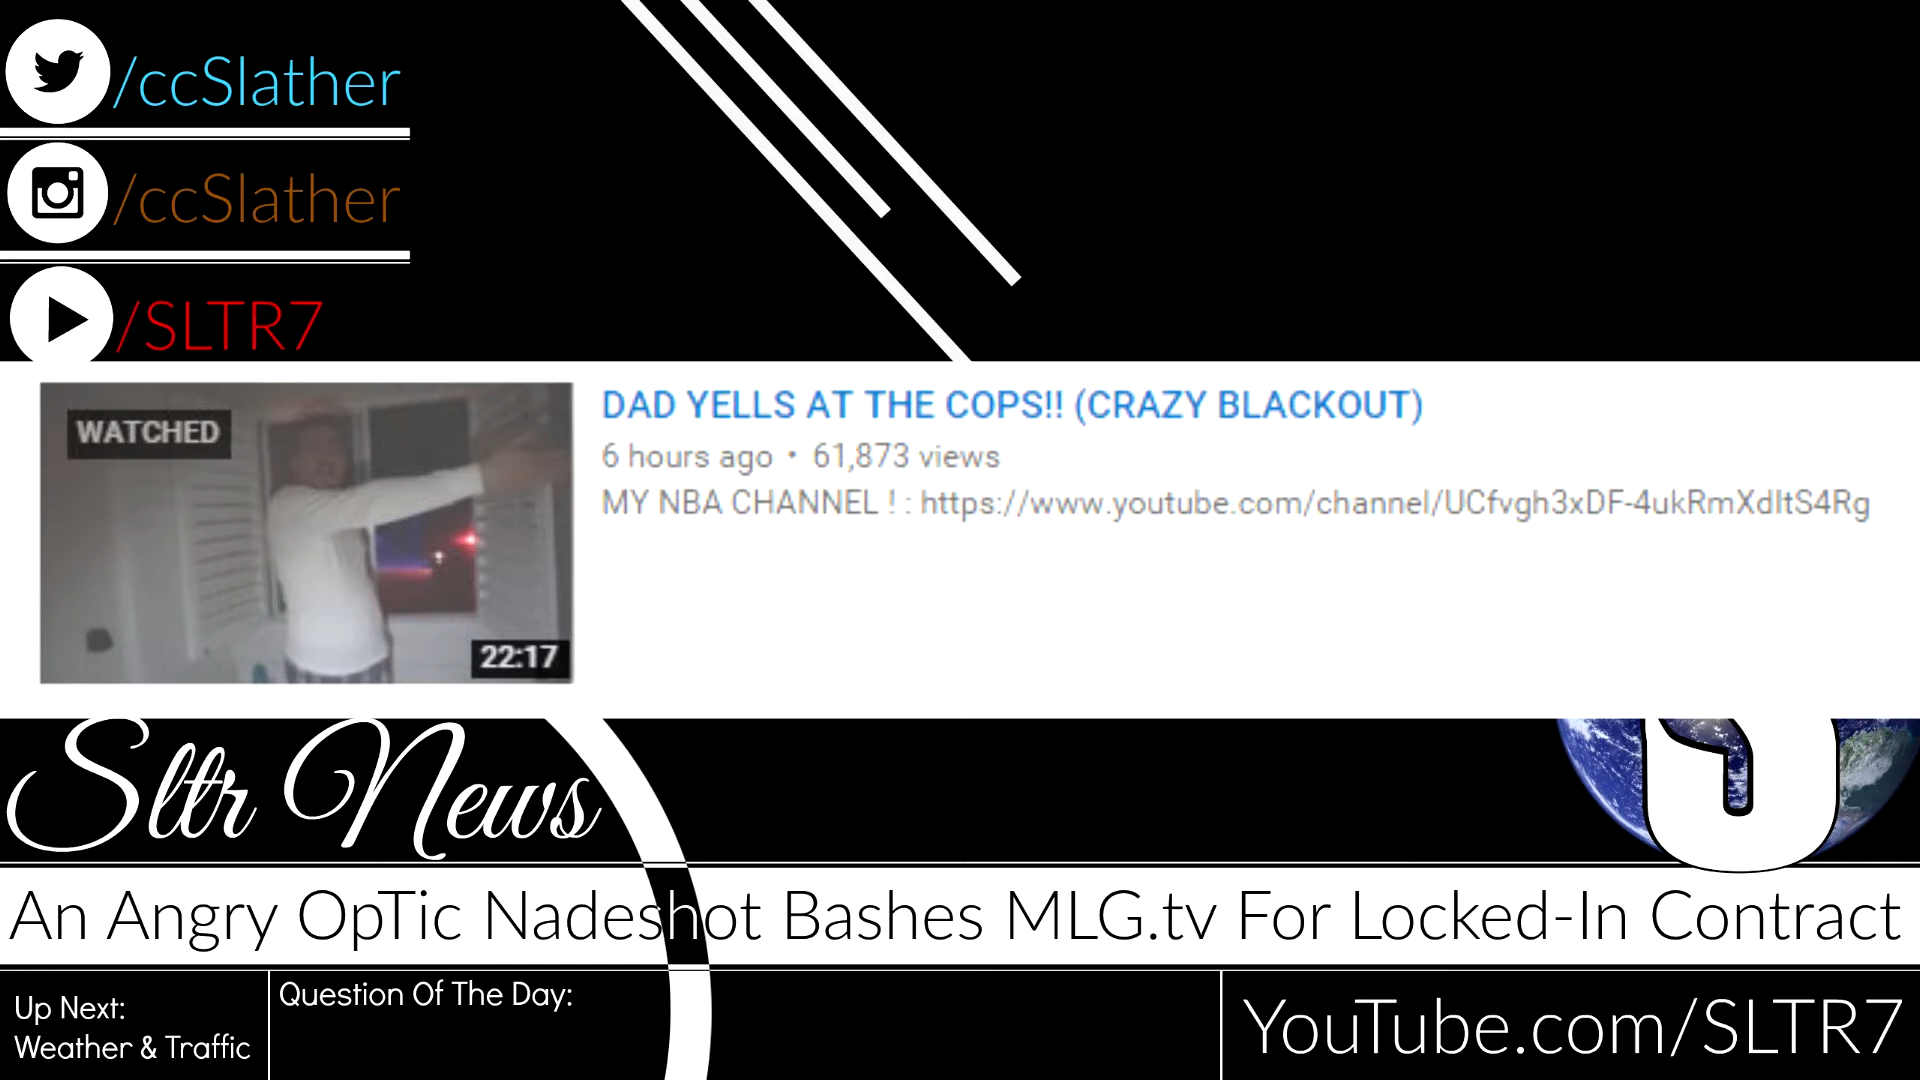 /ccSlather
/ccSlather
/SLTR7
WATCHED
22:17
DAD YELLS AT THE COPS!! (CRAZY BLACKOUT)
6 hours ago • 61,873 views
MY NBA CHANNEL ! : https://www.youtube.com/channel/UCfvgh3xDF-4ukRmXdItS4Rg
Sltr News
S
An Angry OpTic Nadeshot Bashes MLG.tv For Locked-In Contract
Up Next:
Weather & Traffic
Question Of The Day:
YouTube.com/SLTR7